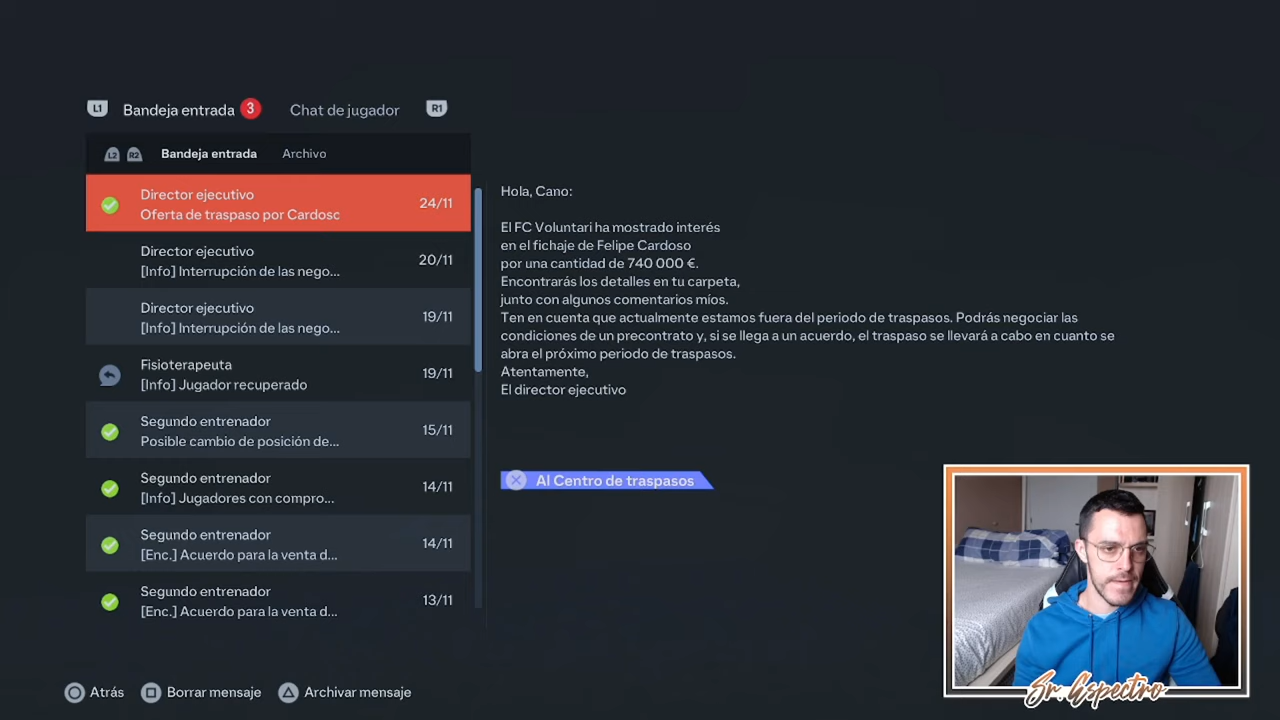 L1 Bandeja entrada 3 Chat de jugador R1
L2 R2 Bandeja entrada Archivo
Director ejecutivo
Oferta de traspaso por Cardosc
24/11
Director ejecutivo
[Info] Interrupción de las nego...
20/11
Director ejecutivo
[Info] Interrupción de las nego...
19/11
Fisioterapeuta
[Info] Jugador recuperado
19/11
Segundo entrenador
Posible cambio de posición de...
15/11
Segundo entrenador
[Info] Jugadores con compro...
14/11
Segundo entrenador
[Enc.] Acuerdo para la venta d...
14/11
Segundo entrenador
[Enc.] Acuerdo para la venta d...
13/11
Hola, Cano:
El FC Voluntari ha mostrado interés
en el fichaje de Felipe Cardoso
por una cantidad de 740 000 €.
Encontrarás los detalles en tu carpeta,
junto con algunos comentarios míos.
Ten en cuenta que actualmente estamos fuera del periodo de traspasos. Podrás negociar las
condiciones de un precontrato y, si se llega a un acuerdo, el traspaso se llevará a cabo en cuanto se
abra el próximo periodo de traspasos.
Atentamente,
El director ejecutivo
Al Centro de traspasos
Atrás Borrar mensaje Archivar mensaje
Sr. Espectro